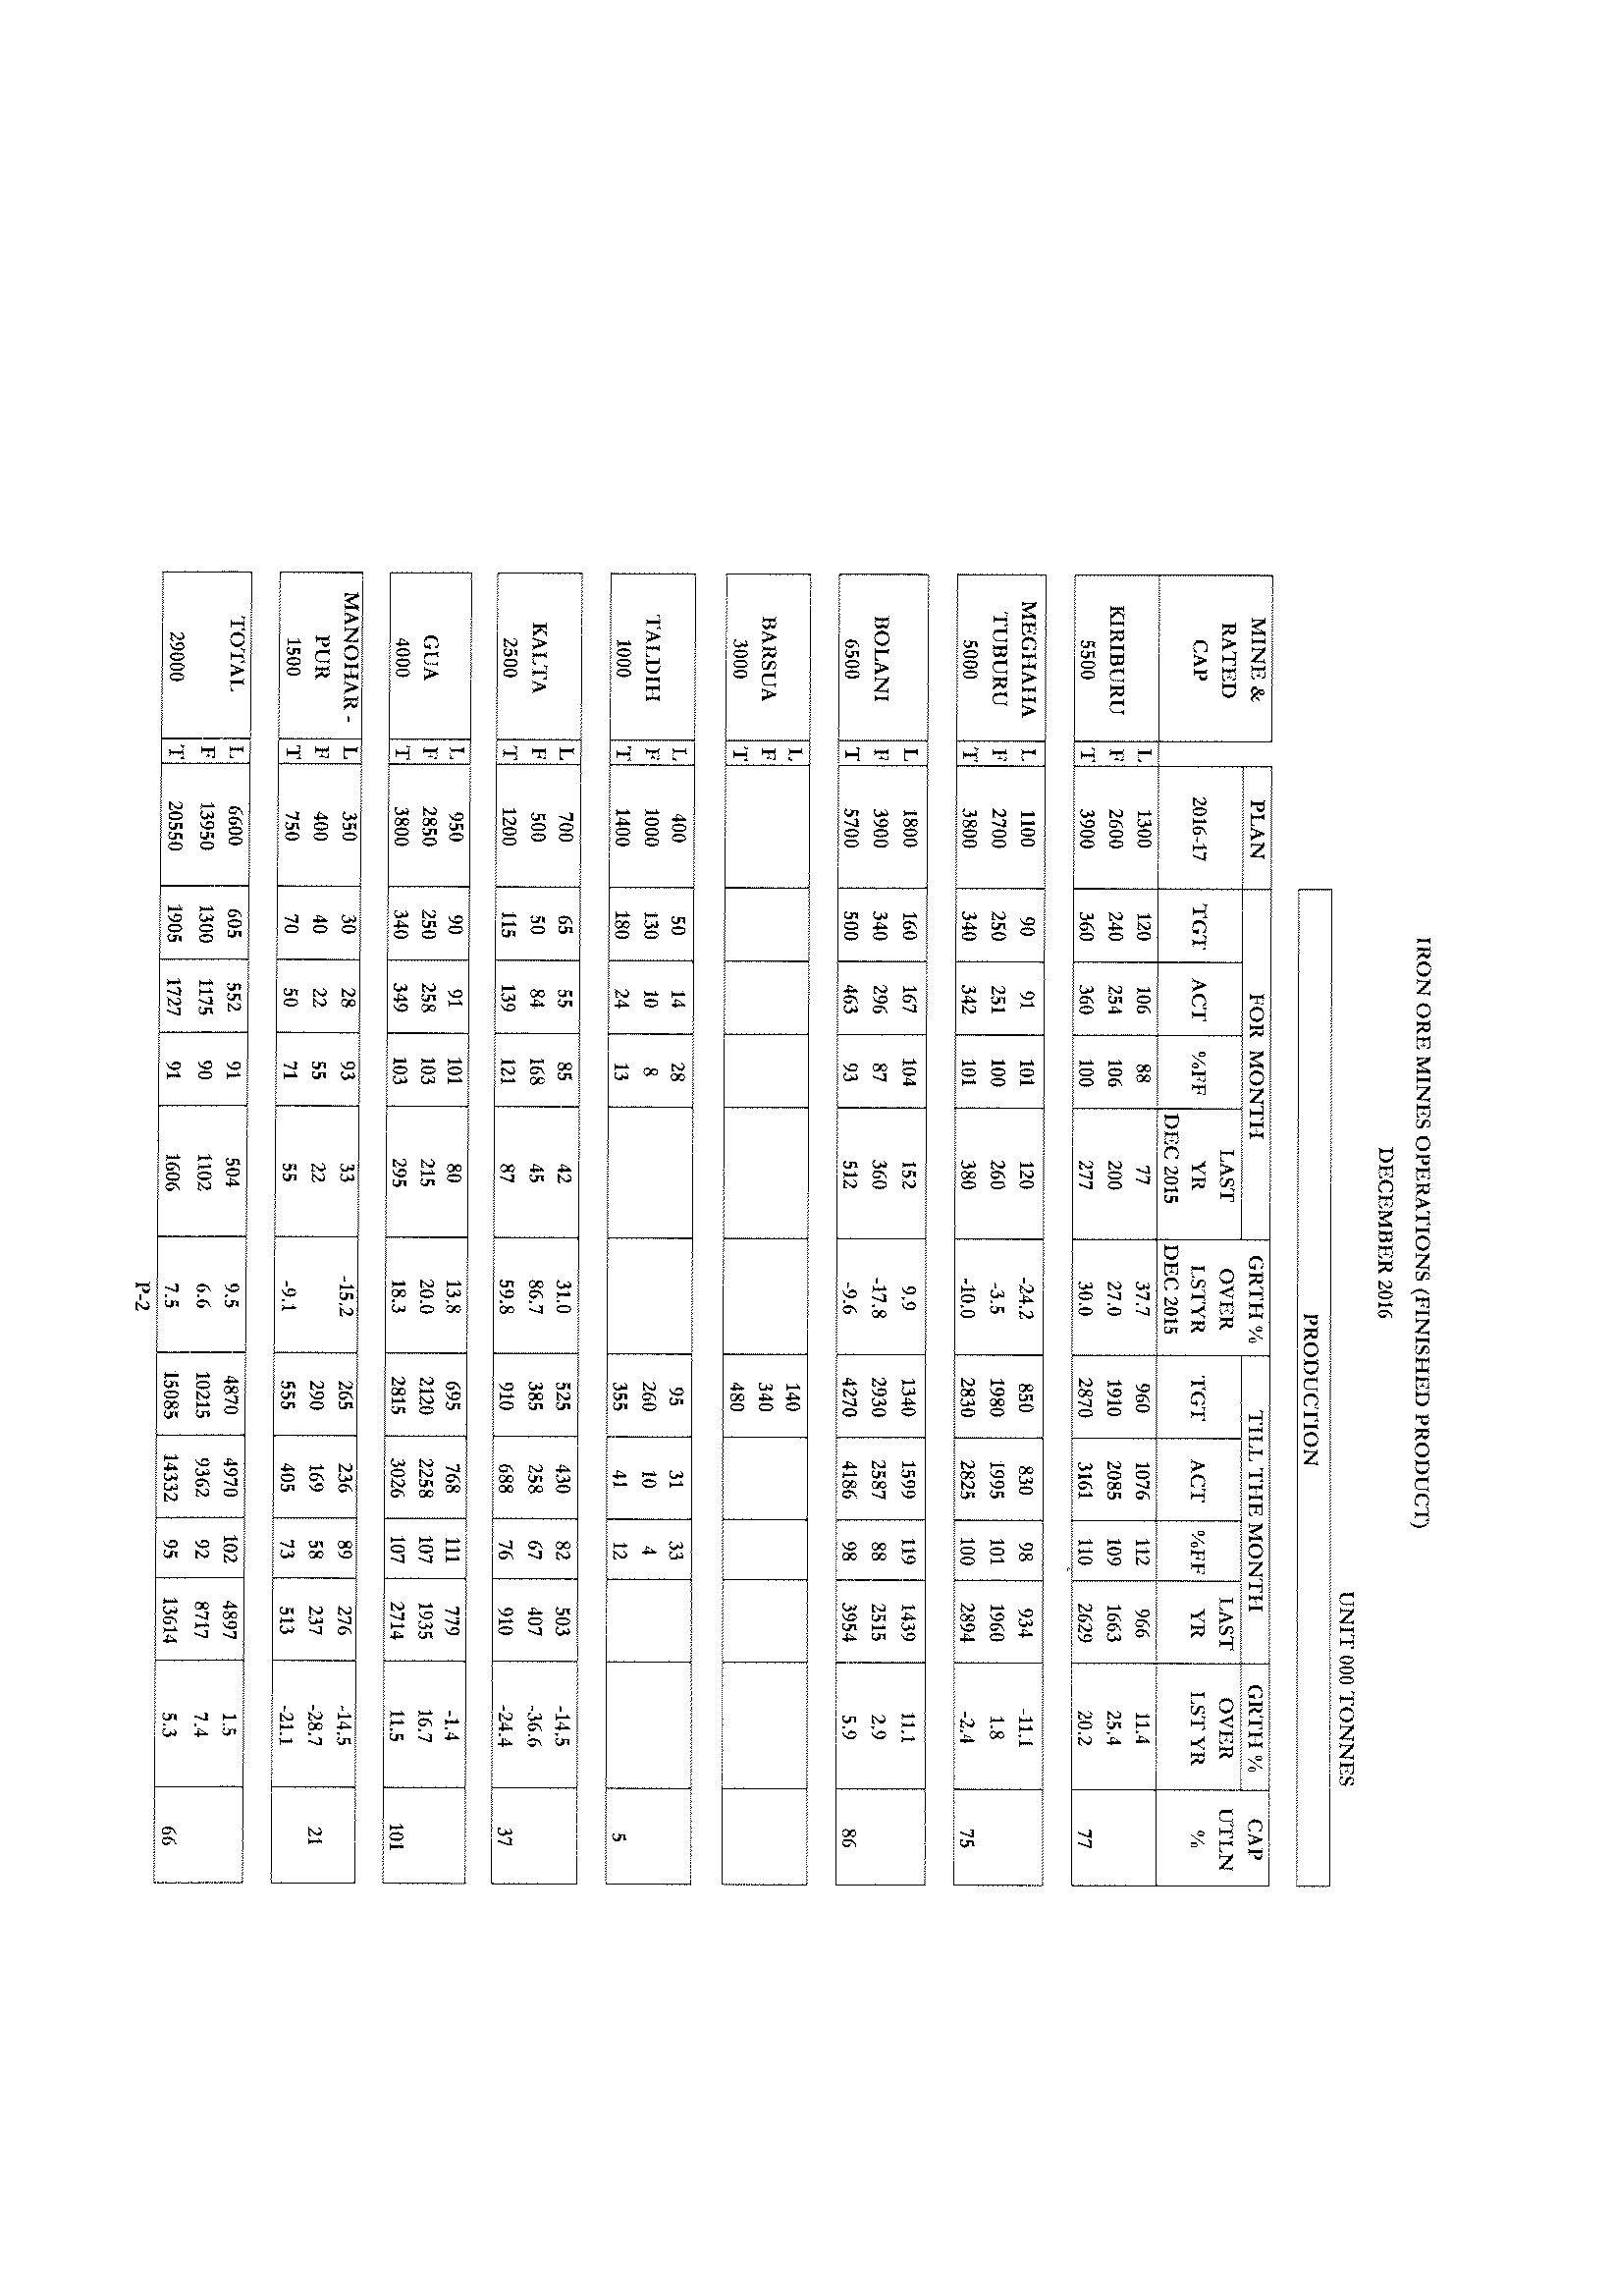 IRON ORE MINES OPERATIONS (FINISHED PRODUCT)
DECEMBER 2016
UNIT 000 TONNES
PRODUCTION
MINE & RATED CAP PLAN FOR MONTH GRTH % TILL THE MONTH GRTH % CAP
2016-17 TGT ACT %FF LAST YR DEC 2015 OVER LSTYR DEC 2015 TGT ACT %FF LAST YR OVER LST YR UTLN %
L 1300 120 106 88 77 37.7 960 1076 112 966 11.4
KIRIBURU F 2600 240 254 106 200 27.0 1910 2085 109 1663 25.4
5500 T 3900 360 360 100 277 30.0 2870 3161 110 2629 20.2 77
MEGHAHA L 1100 90 91 101 120 -24.2 850 830 98 934 -11.1
TUBURU F 2700 250 251 100 260 -3.5 1980 1995 101 1960 1.8
5000 T 3800 340 342 101 380 -10.0 2830 2825 100 2894 -2.4 75
L 1800 160 167 104 152 9.9 1340 1599 119 1439 11.1
BOLANI F 3900 340 296 87 360 -17.8 2930 2587 88 2515 2.9
6500 T 5700 500 463 93 512 -9.6 4270 4186 98 3954 5.9 86
L 140
BARSUA F 340
3000 T 480
L 400 50 14 28 95 31 33
TALDIH F 1000 130 10 8 260 10 4
1000 T 1400 180 24 13 355 41 12 5
L 700 65 55 85 42 31.0 525 430 82 503 -14.5
KALTA F 500 50 84 168 45 86.7 385 258 67 407 -36.6
2500 T 1200 115 139 121 87 59.8 910 688 76 910 -24.4 37
L 950 90 91 101 80 13.8 695 768 111 779 -1.4
GUA F 2850 250 258 103 215 20.0 2120 2258 107 1935 16.7
4000 T 3800 340 349 103 295 18.3 2815 3026 107 2714 11.5 101
MANOHAR - L 350 30 28 93 33 -15.2 265 236 89 276 -14.5
PUR F 400 40 22 55 22 290 169 58 237 -28.7 21
1500 T 750 70 50 71 55 -9.1 555 405 73 513 -21.1
TOTAL L 6600 605 552 91 504 9.5 4870 4970 102 4897 1.5
F 13950 1300 1175 90 1102 6.6 10215 9362 92 8717 7.4
29000 T 20550 1905 1727 91 1606 7.5 15085 14332 95 13614 5.3 66
P-2